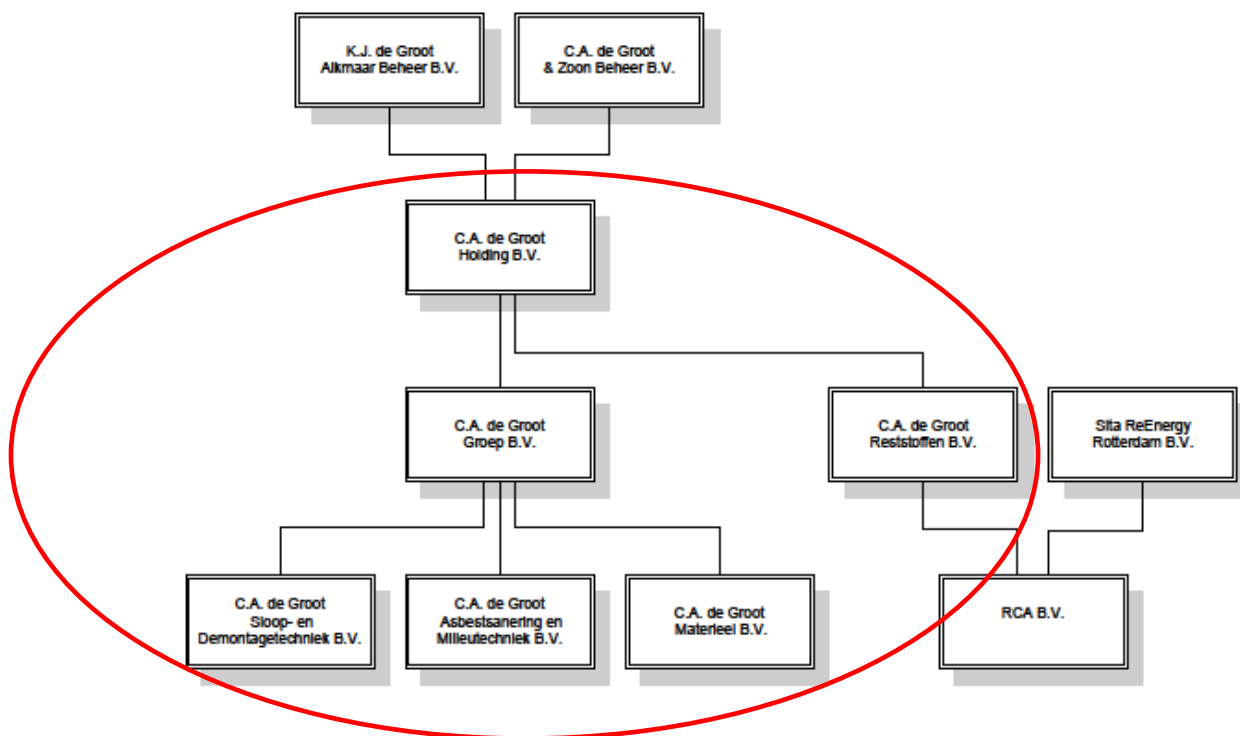 K.J. de Groot
Alkmaar Beheer B.V.
C.A. de Groot
& Zoon Beheer B.V.
C.A. de Groot
Holding B.V.
C.A. de Groot
Groep B.V.
C.A. de Groot
Reststoffen B.V.
Sita ReEnergy
Rotterdam B.V.
C.A. de Groot
Sloop- en
Demontagetechniek B.V.
C.A. de Groot
Asbestsanering en
Milieutechniek B.V.
C.A. de Groot
Materieel B.V.
RCA B.V.